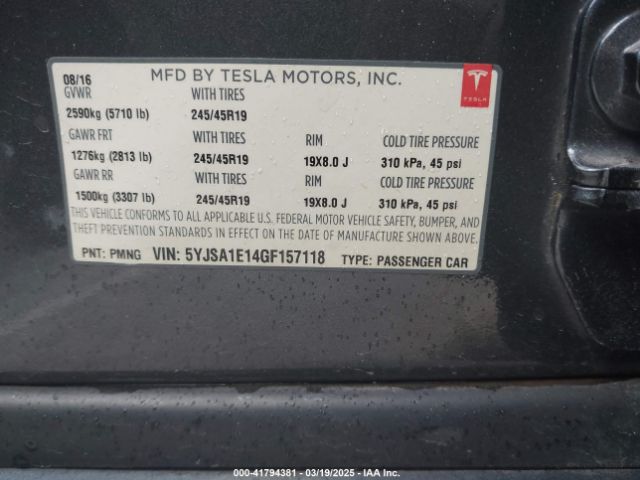 08/16 MFD BY TESLA MOTORS, INC.
GVWR WITH TIRES
TESLA
2590kg (5710 lb) 245/45R19
GAWR FRT WITH TIRES RIM COLD TIRE PRESSURE
1276kg (2813 lb) 245/45R19 19X8.0 J 310 kPa, 45 psi
GAWR RR WITH TIRES RIM COLD TIRE PRESSURE
1500kg (3307 lb) 245/45R19 19X8.0 J 310 kPa, 45 psi
THIS VEHICLE CONFORMS TO ALL APPLICABLE U.S. FEDERAL MOTOR VEHICLE SAFETY, BUMPER, AND
THEFT PREVENTION STANDARDS IN EFFECT ON THE DATE OF MANUFACTURE SHOWN ABOVE.
PNT: PMNG VIN: 5YJSA1E14GF157118 TYPE: PASSENGER CAR
000-41794381 - 03/19/2025 - IAAI.COM